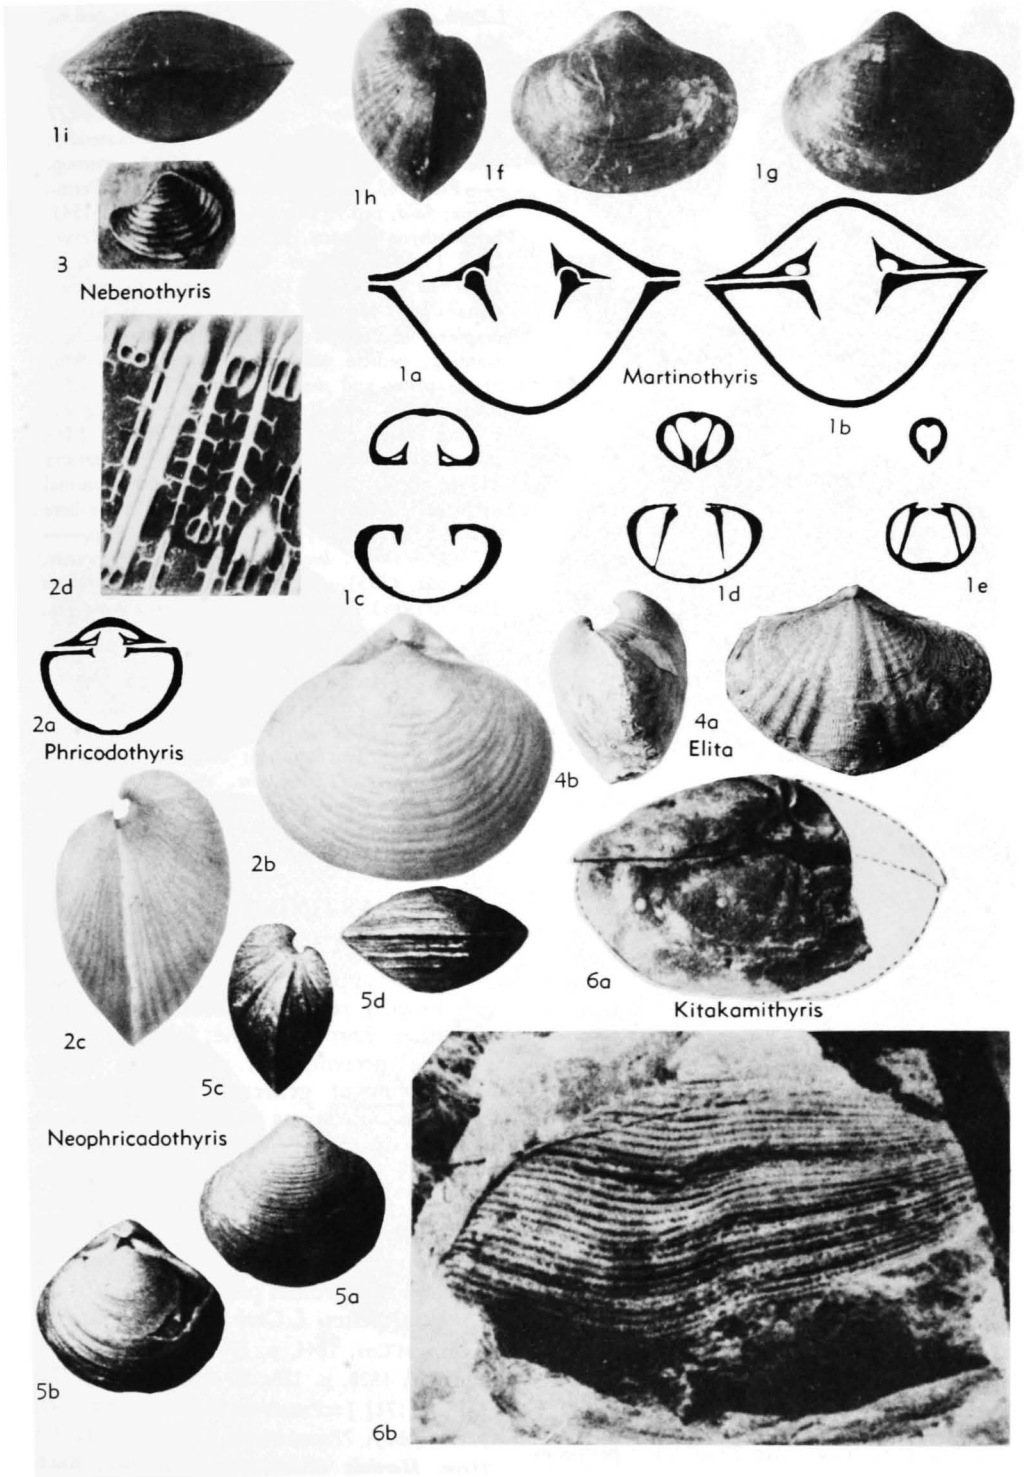 1i
1h
1f
1g
3
Nebenothyris
1a
Martinothyris
1b
2d
1c
1d
1e
2a
Phricodothyris
2b
4b
4a
Elita
2c
5c
5d
6a
Kitakamithyris
Neophricadothyris
5a
5b
6b